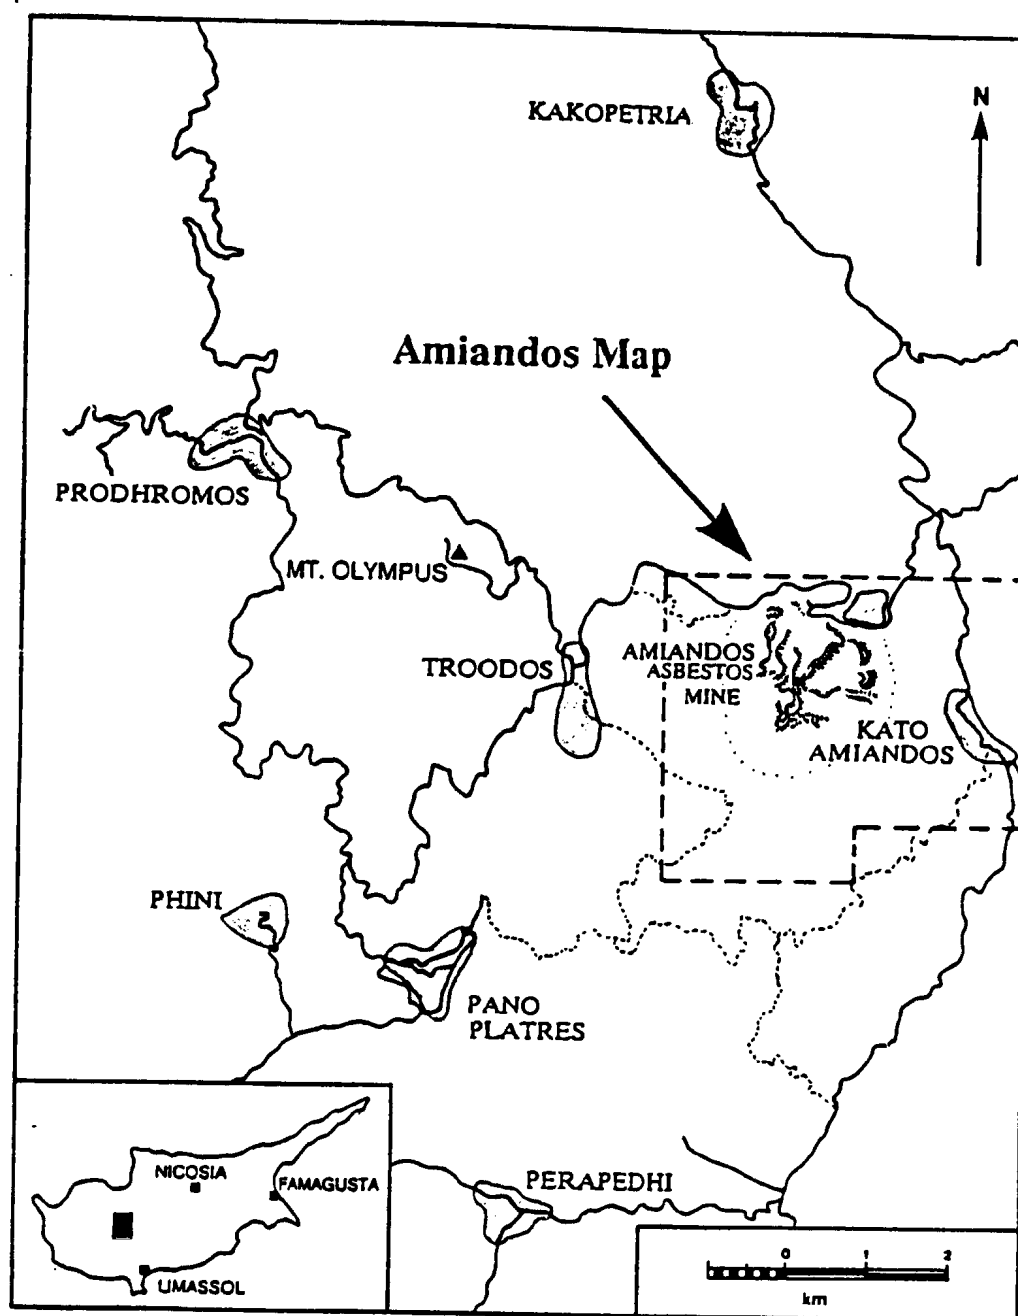 KAKOPETRIA
N
Amiandos Map
PRODHROMOS
MT. OLYMPUS
TROODOS
AMIANDOS
ASBESTOS
MINE
KATO
AMIANDOS
PHINI
PANO
PLATRES
NICOSIA
FAMAGUSTA
LIMASSOL
PERAPEDHI
0 1 2
km